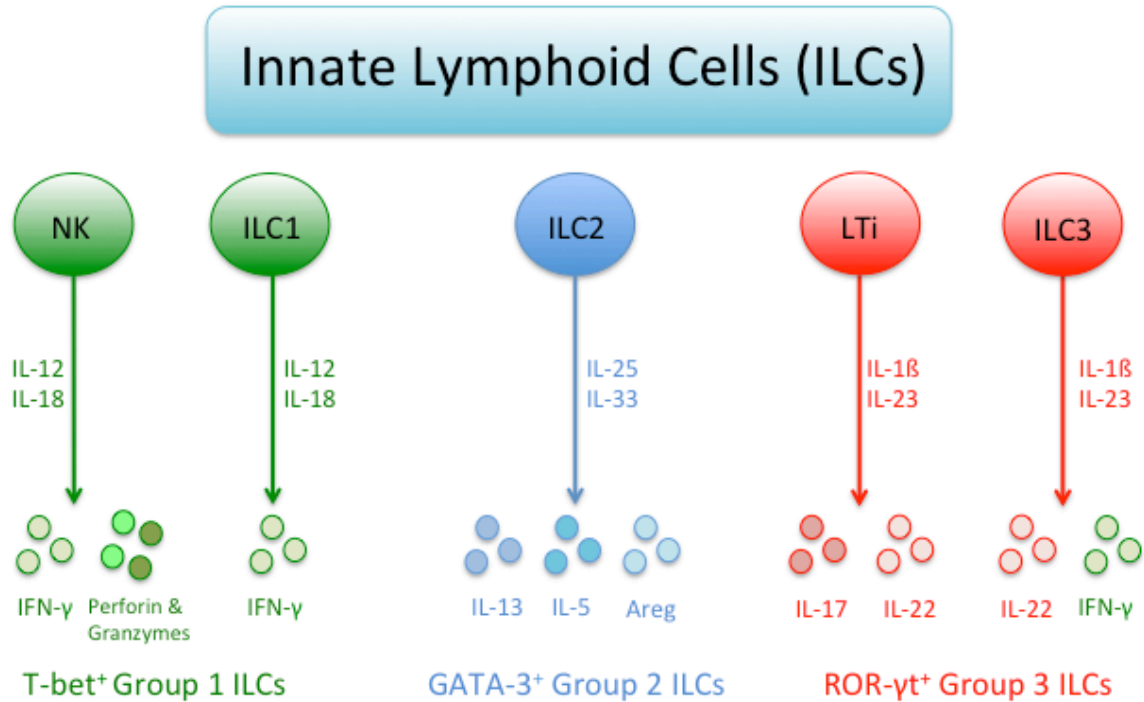 Innate Lymphoid Cells (ILCs)
NK
ILC1
ILC2
LTi
ILC3
IL-12
IL-18
IL-12
IL-18
IL-25
IL-33
IL-1ß
IL-23
IL-1ß
IL-23
IFN-γ
Perforin &
Granzymes
IFN-γ
IL-13
IL-5
Areg
IL-17
IL-22
IL-22
IFN-γ
T-bet⁺ Group 1 ILCs
GATA-3⁺ Group 2 ILCs
ROR-γt⁺ Group 3 ILCs